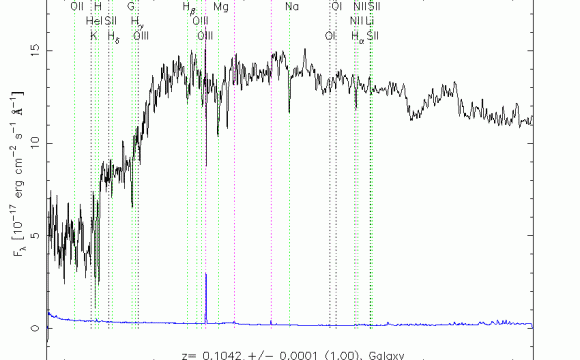 OII H G Hβ OIII Mg Na OI NII SII
HeI SII Hγ OIII NII Li
K Hδ OIII OIII OI Hα SII
15
10
5
0
Fλ [10⁻¹⁷ erg cm⁻² s⁻¹ Å⁻¹]
z= 0.1042 +/- 0.0001 (1.00), Galaxy